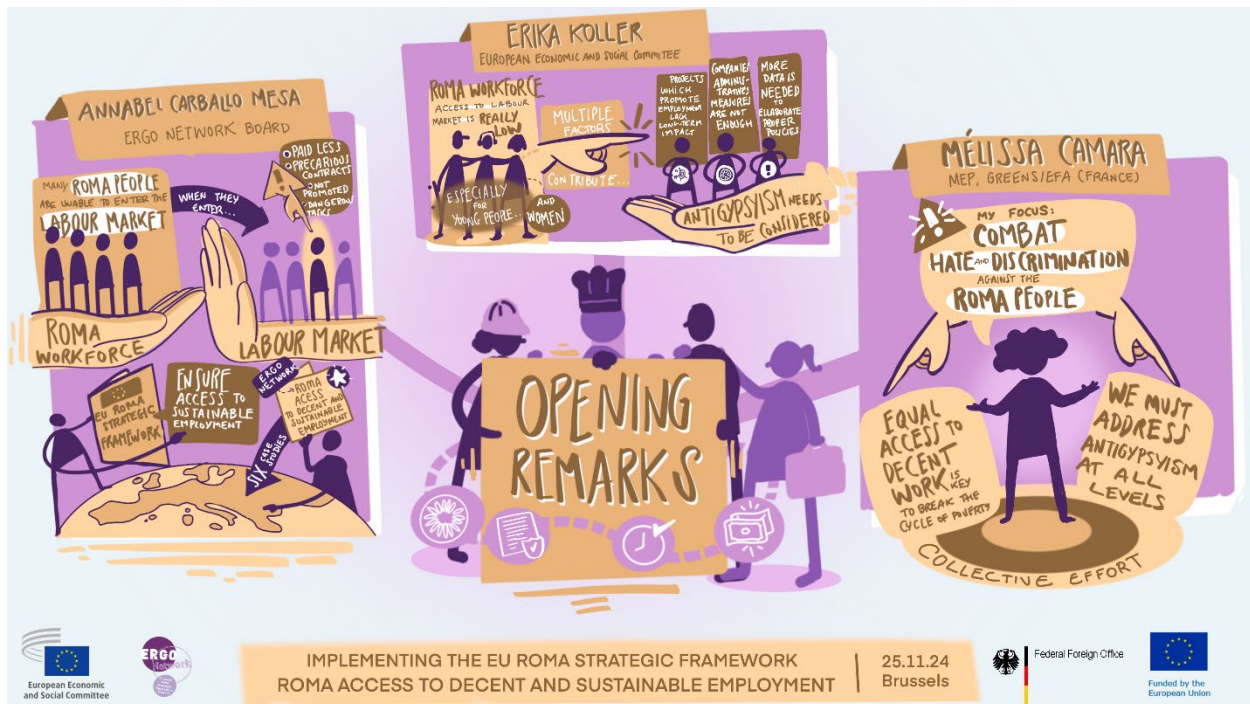 ANNABEL CARBALLO MESA
ERGO NETWORK BOARD
MANY ROMA PEOPLE
ARE UNABLE TO ENTER THE
LABOUR MARKET
WHEN THEY
ENTER...
PAID LESS
PRECARIOUS
CONTRACTS
NOT
PROMOTED
DANGEROUS
TASKS
ROMA
WORKFORCE
LABOUR MARKET
EU ROMA
STRATEGIC
FRAMEWORK
ENSURE
ACCESS TO
SUSTAINABLE
EMPLOYMENT
ERGO
NETWORK
SIX CASE
STUDIES
ROMA
ACESS
TO DECENT AND
SUSTAINABLE
EMPLOYMENT
ERIKA KOLLER
EUROPEAN ECONOMIC AND SOCIAL COMMITEE
ROMA WORKFORCE
ACCESS TO LABOUR
MARKET IS REALLY
LOW
ESPECIALLY
FOR
YOUNG PEOPLE...
AND
WOMEN
MULTIPLE
FACTORS
CONTRIBUTE...
PROJECTS
WHICH
PROMOTE
EMPLOYMENT
LACK
LONG-TERM
IMPACT
COMPANIES
ADMINIS-
TRATIVES
MEASURES
ARE NOT
ENOUGH
MORE
DATA IS
NEEDED
TO
ELLABORATE
PROPER
POLICIES
ANTIGYPSYISM NEEDS
TO BE CONSIDERED
OPENING
REMARKS
MÉLISSA CAMARA
MEP, GREENS/EFA (FRANCE)
MY FOCUS:
COMBAT
HATE AND DISCRIMINATION
AGAINST THE
ROMA PEOPLE
EQUAL
ACCESS TO
DECENT
WORK IS
KEY
TO BREAK THE
CYCLE OF POVERTY
WE MUST
ADDRESS
ANTIGYPSYISM
AT ALL
LEVELS
COLLECTIVE EFFORT
European Economic
and Social Committee
ERGO
Network
IMPLEMENTING THE EU ROMA STRATEGIC FRAMEWORK
ROMA ACCESS TO DECENT AND SUSTAINABLE EMPLOYMENT
25.11.24
Brussels
Federal Foreign Office
Funded by the
European Union